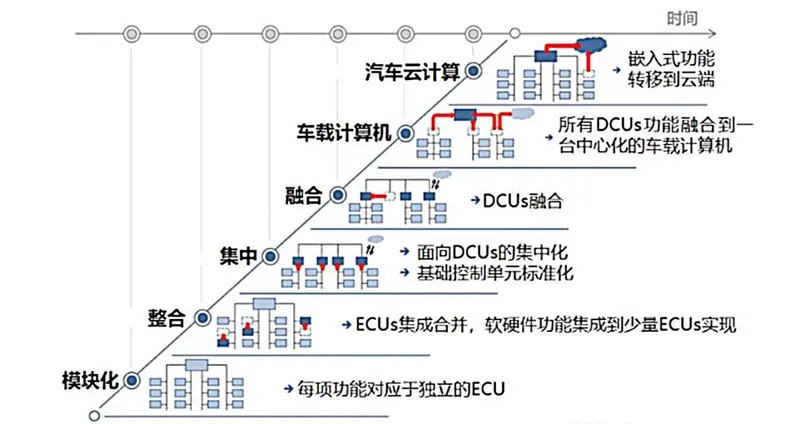 时间
汽车云计算
嵌入式功能
转移到云端
车载计算机
所有DCUs功能融合到一
台中心化的车载计算机
融合
DCUs融合
集中
面向DCUs的集中化
基础控制单元标准化
整合
ECUs集成合并，软硬件功能集成到少量ECUs实现
模块化
每项功能对应于独立的ECU